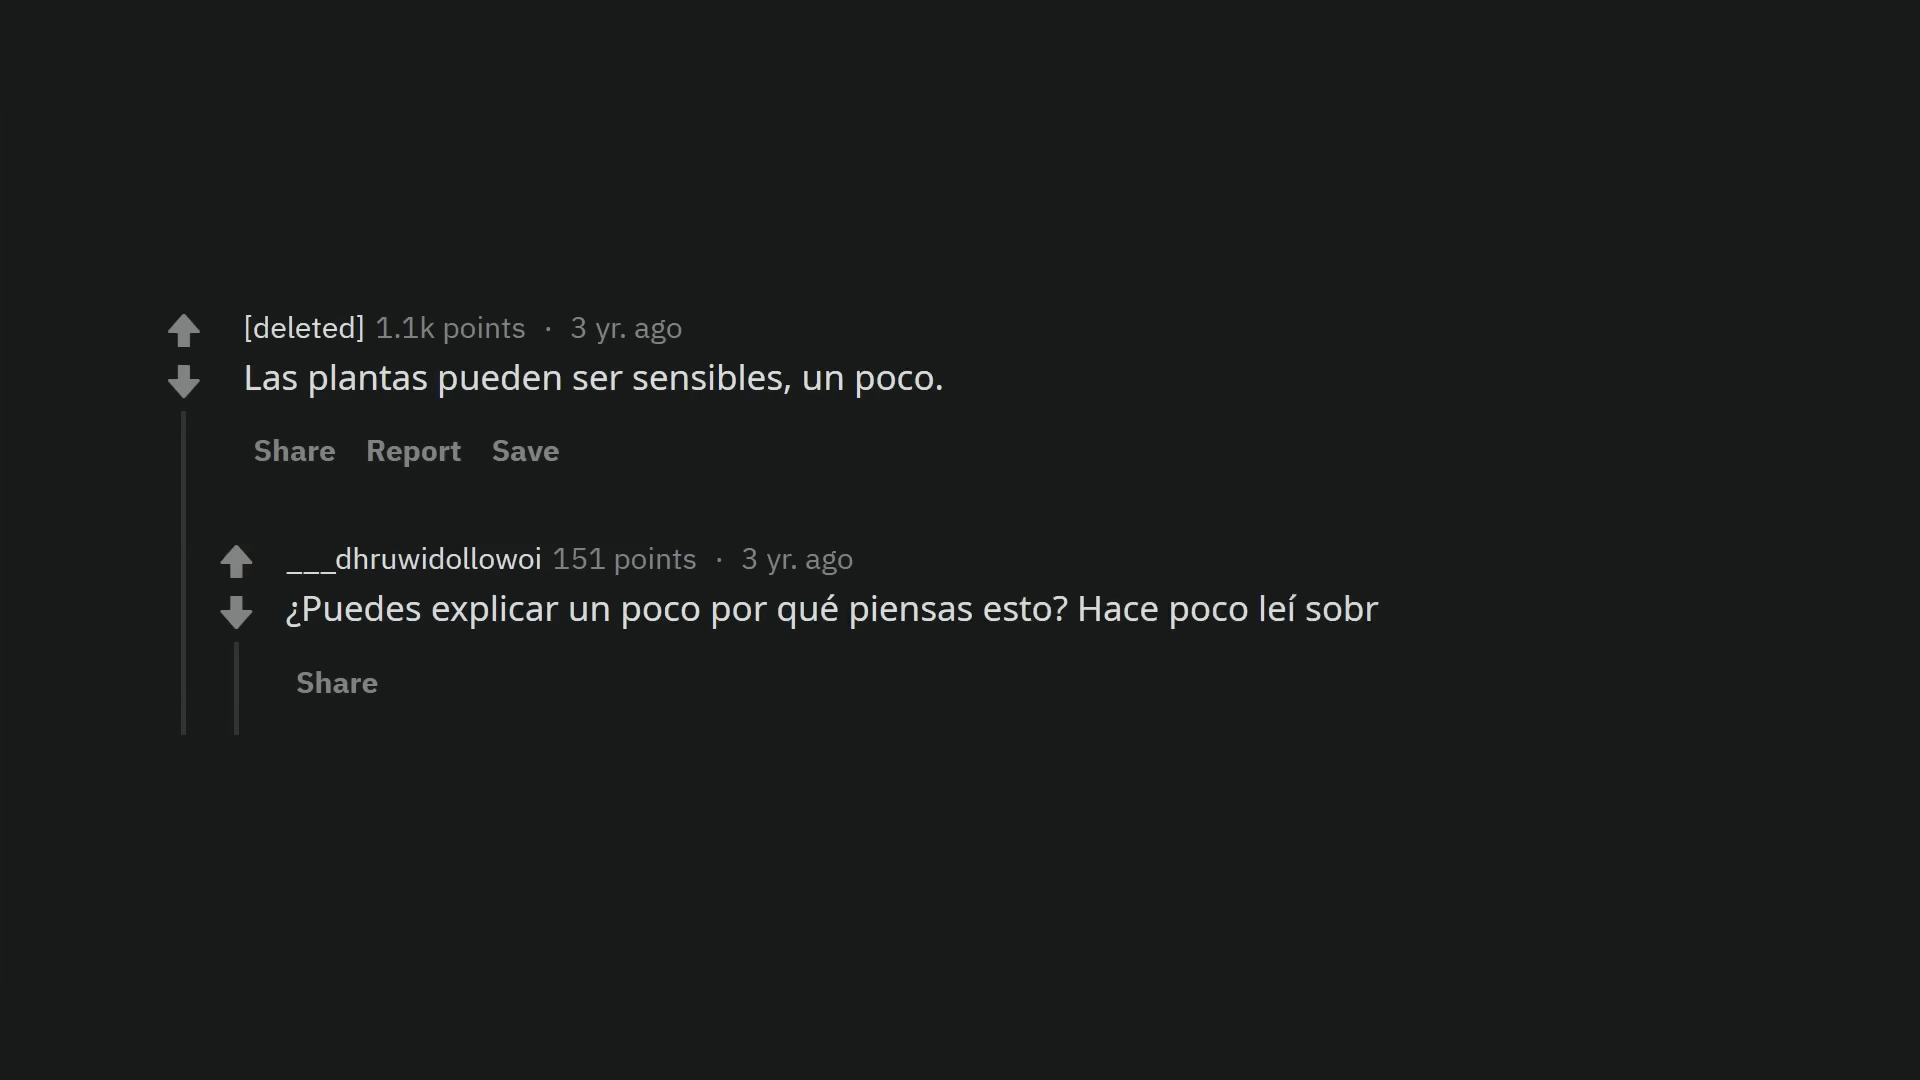 [deleted] 1.1k points · 3 yr. ago
Las plantas pueden ser sensibles, un poco.
Share Report Save
___dhruwidollowoi 151 points · 3 yr. ago
¿Puedes explicar un poco por qué piensas esto? Hace poco leí sobr
Share